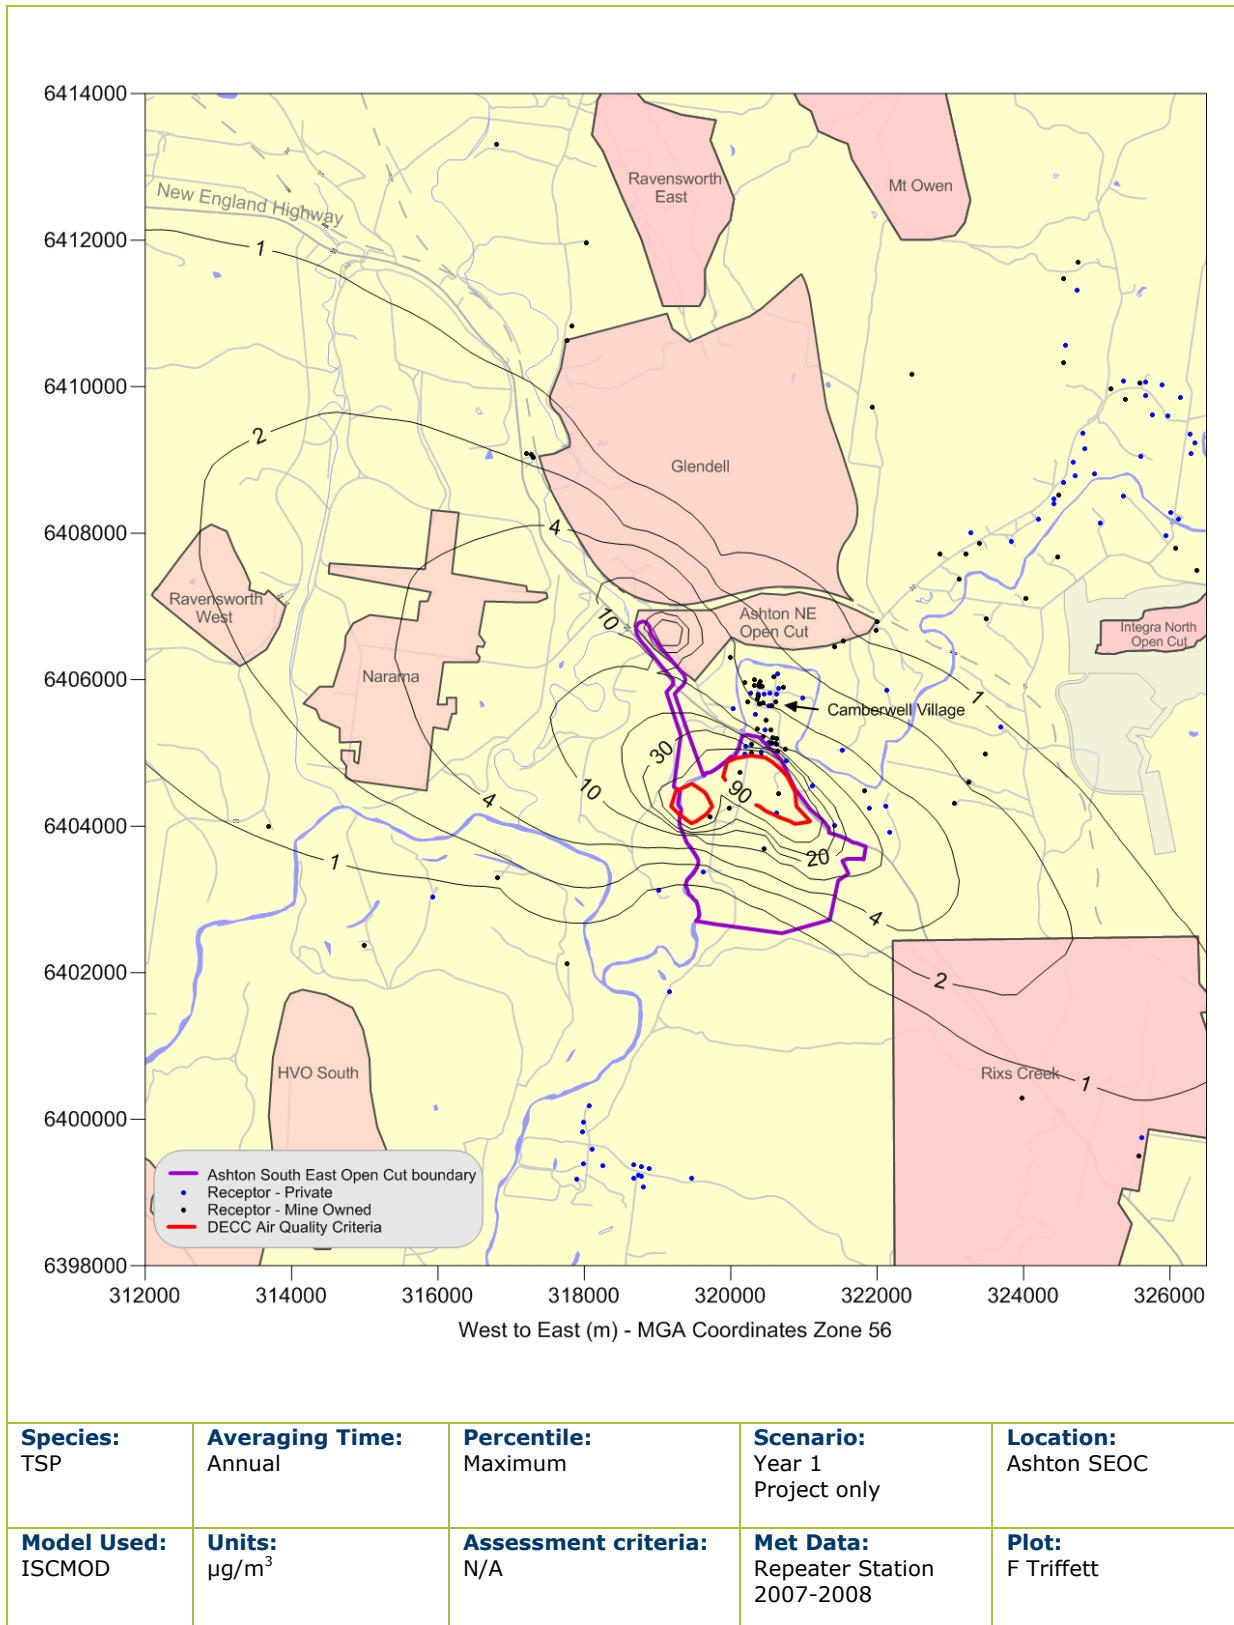 6414000
6412000
6410000
6408000
6406000
6404000
6402000
6400000
6398000
312000 314000 316000 318000 320000 322000 324000 326000
West to East (m) - MGA Coordinates Zone 56
New England Highway
Ravensworth
East
Mt Owen
1
2
Glendell
4
Ravensworth
West
10
Ashton NE
Open Cut
Integra North
Open Cut
Narama
1
Camberwell Village
30
10
90
4
20
1
4
2
HVO South
Rixs Creek
1
Ashton South East Open Cut boundary
Receptor - Private
Receptor - Mine Owned
DECC Air Quality Criteria
Species: Averaging Time: Percentile: Scenario: Location:
TSP Annual Maximum Year 1 Ashton SEOC
Project only
Model Used: Units: Assessment criteria: Met Data: Plot:
ISCMOD µg/m³ N/A Repeater Station F Triffett
2007-2008